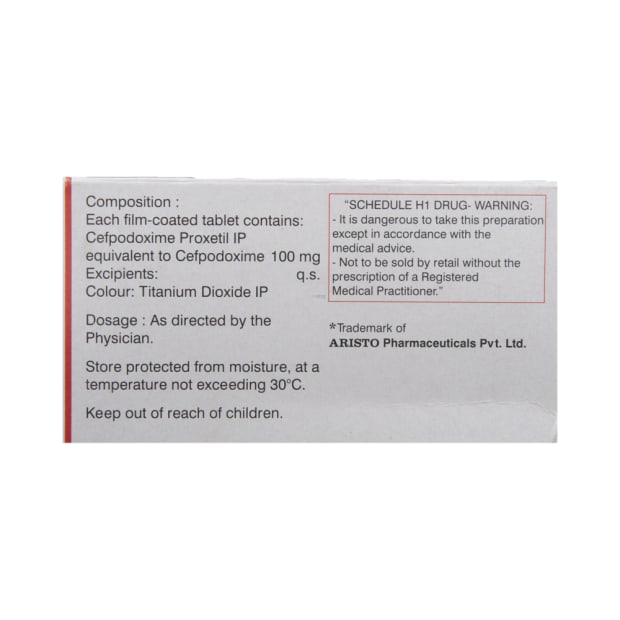 Composition :
Each film-coated tablet contains:
Cefpodoxime Proxetil IP
equivalent to Cefpodoxime 100 mg
Excipients: q.s.
Colour: Titanium Dioxide IP
Dosage : As directed by the
Physician.
Store protected from moisture, at a
temperature not exceeding 30°C.
Keep out of reach of children.
"SCHEDULE H1 DRUG- WARNING:
- It is dangerous to take this preparation
except in accordance with the
medical advice.
- Not to be sold by retail without the
prescription of a Registered
Medical Practitioner."
*Trademark of
ARISTO Pharmaceuticals Pvt. Ltd.